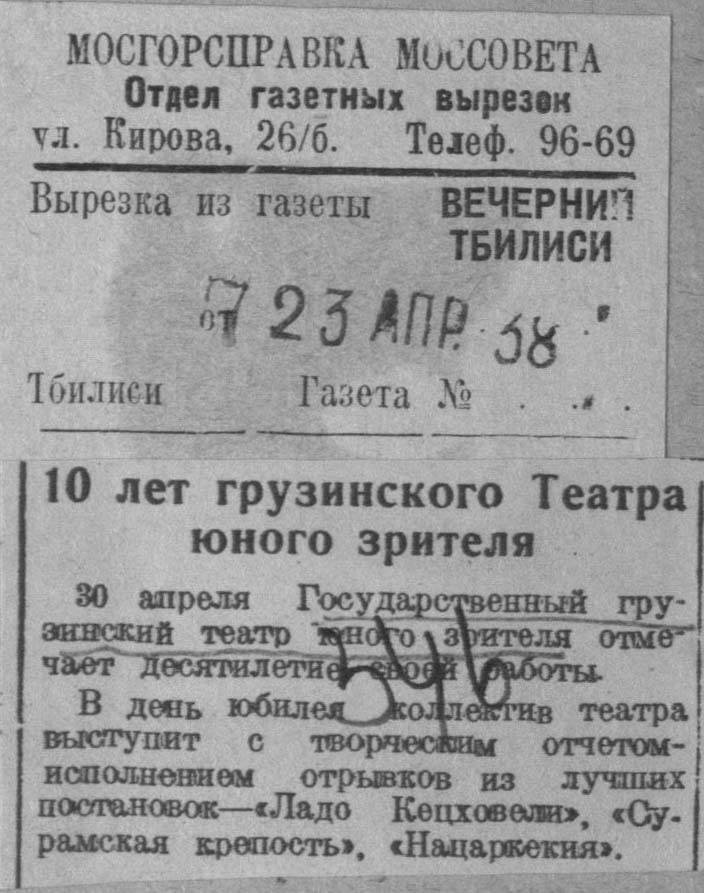 МОСГОРСПРАВКА МОССОВЕТА
Отдел газетных вырезок
ул. Кирова, 26/б. Телеф. 96-69
Вырезка из газеты ВЕЧЕРНИЙ
ТБИЛИСИ
от 23 АПР. 38
Тбилиси Газета № . . .
10 лет грузинского Театра
юного зрителя
30 апреля Государственный гру-
зинский театр юного зрителя отме-
чает десятилетие своей работы.
546
В день юбилея коллектив театра
выступит с творческим отчетом-
исполнением отрывков из лучших
постановок—«Ладо Кецховели», «Су-
рамская крепость», «Нацаркекия».